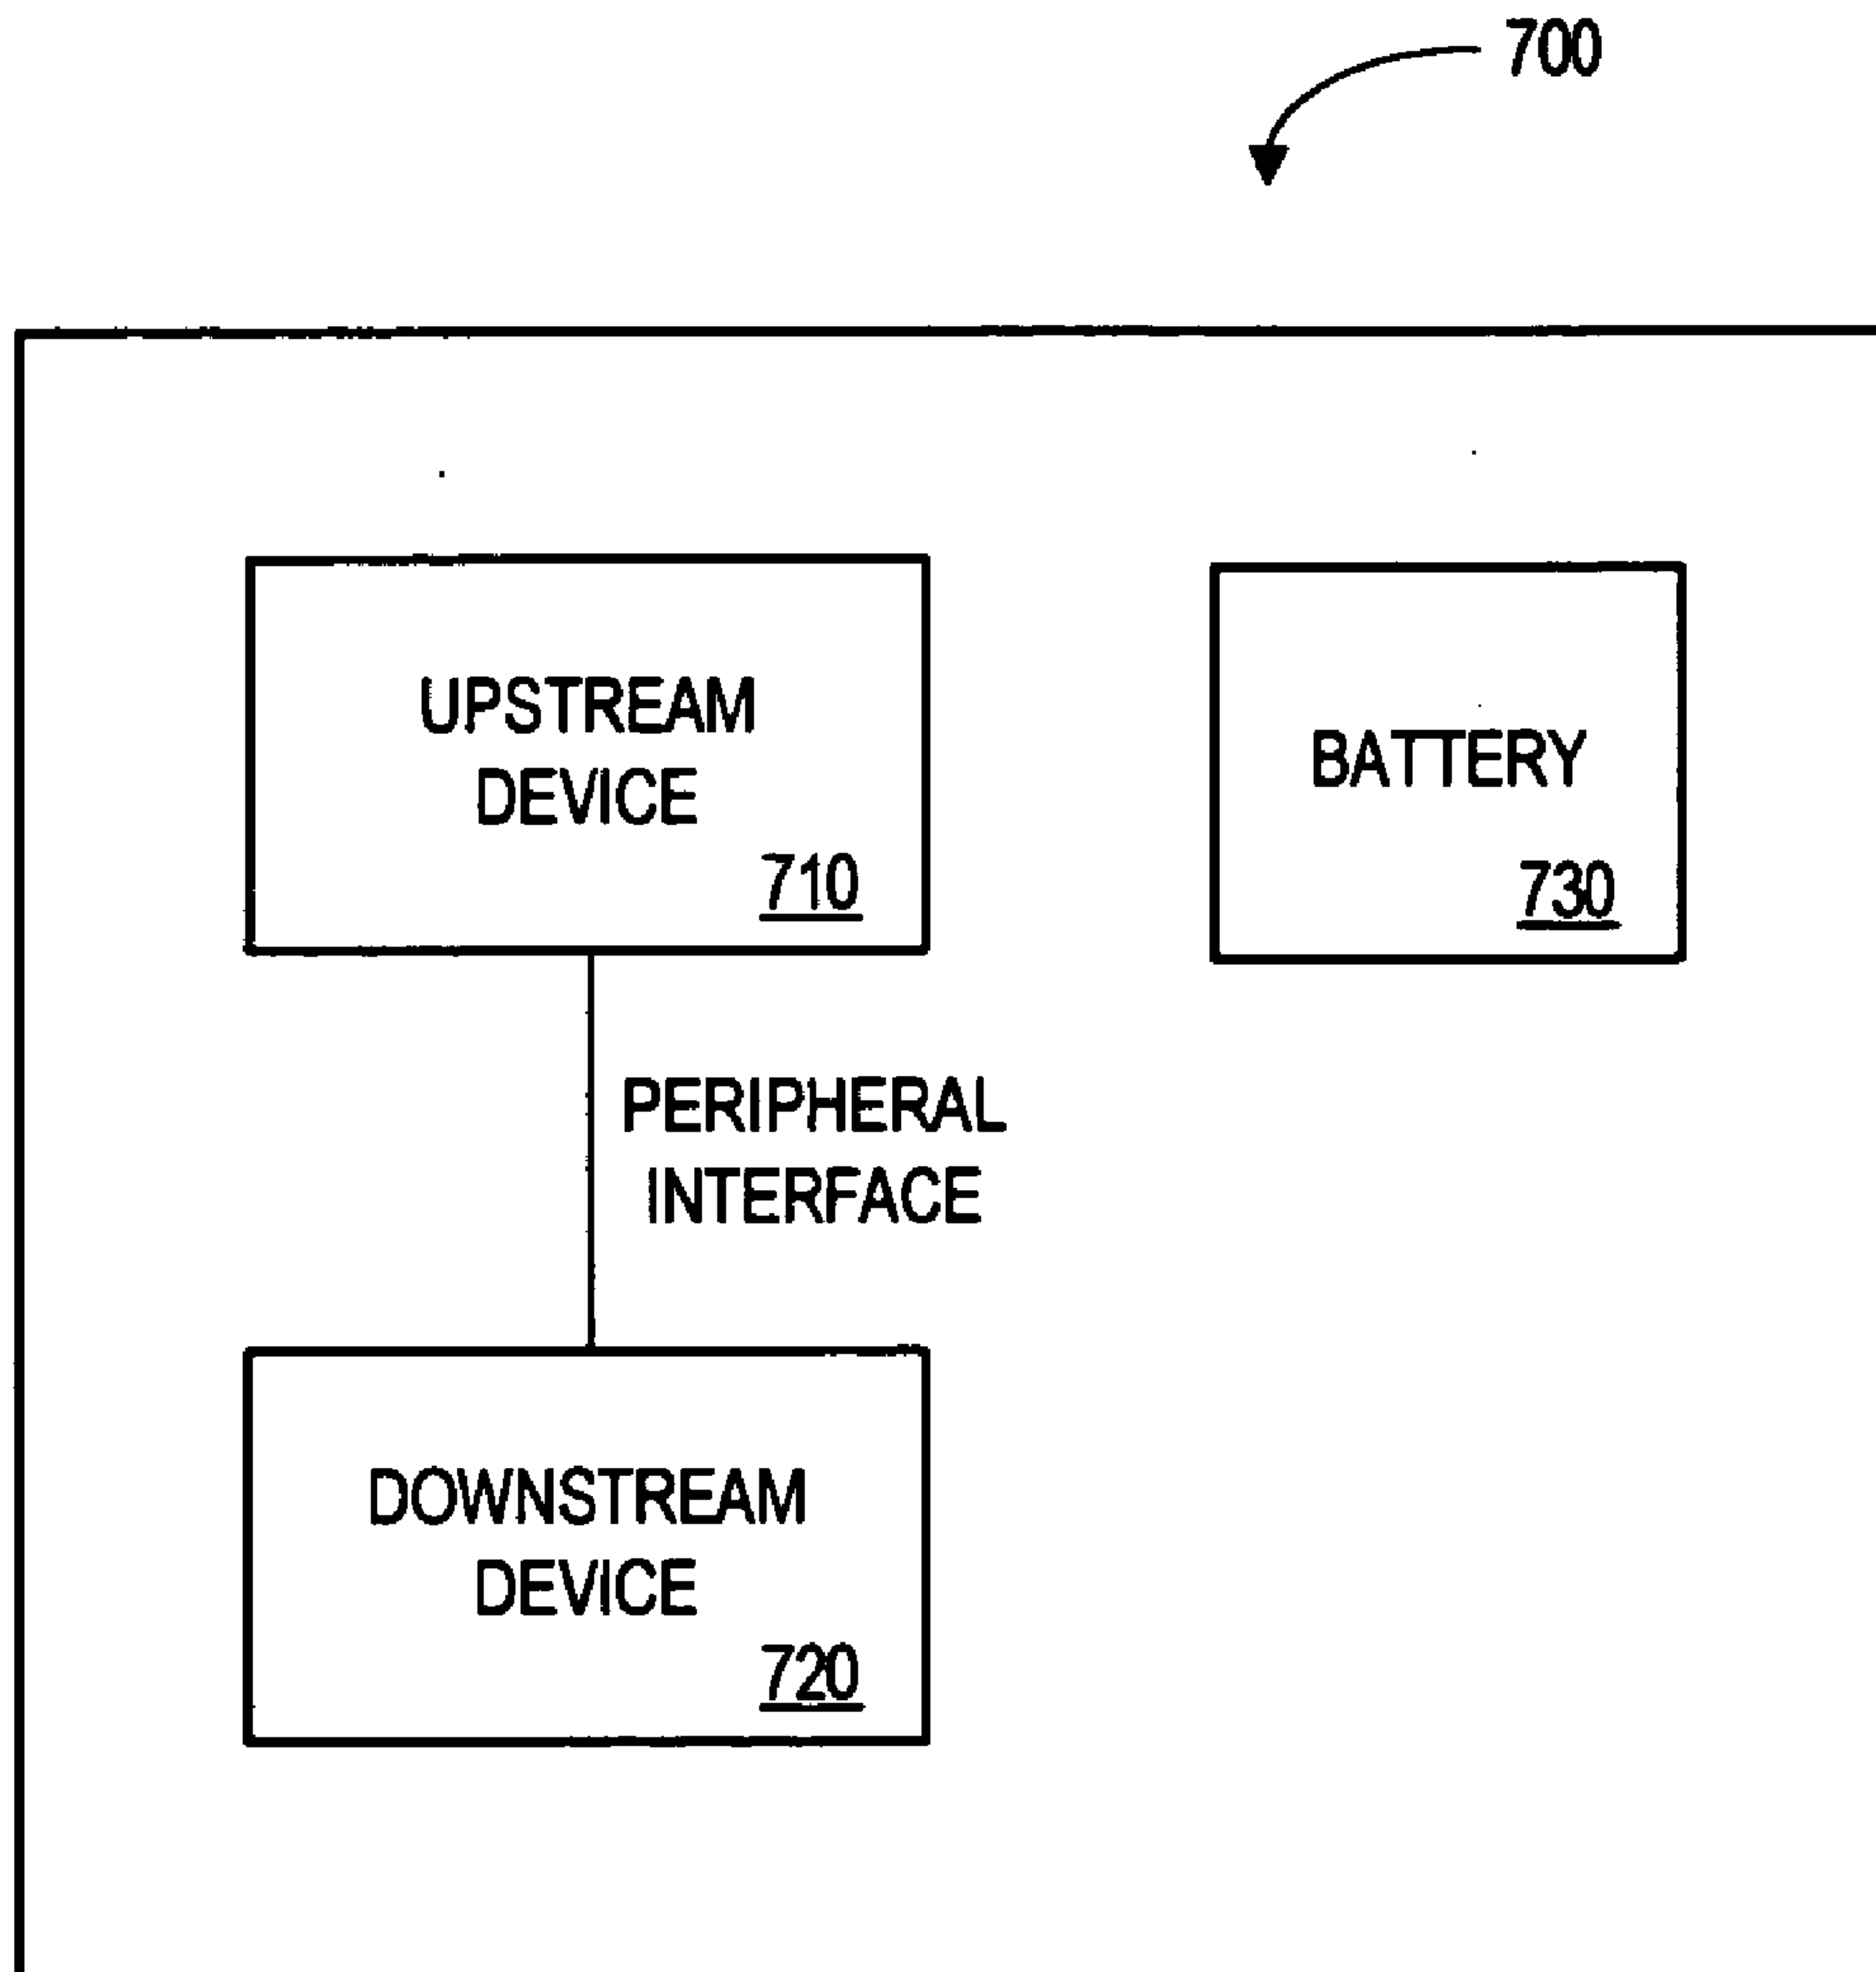 700
UPSTREAM
DEVICE
710
BATTERY
730
PERIPHERAL
INTERFACE
DOWNSTREAM
DEVICE
720